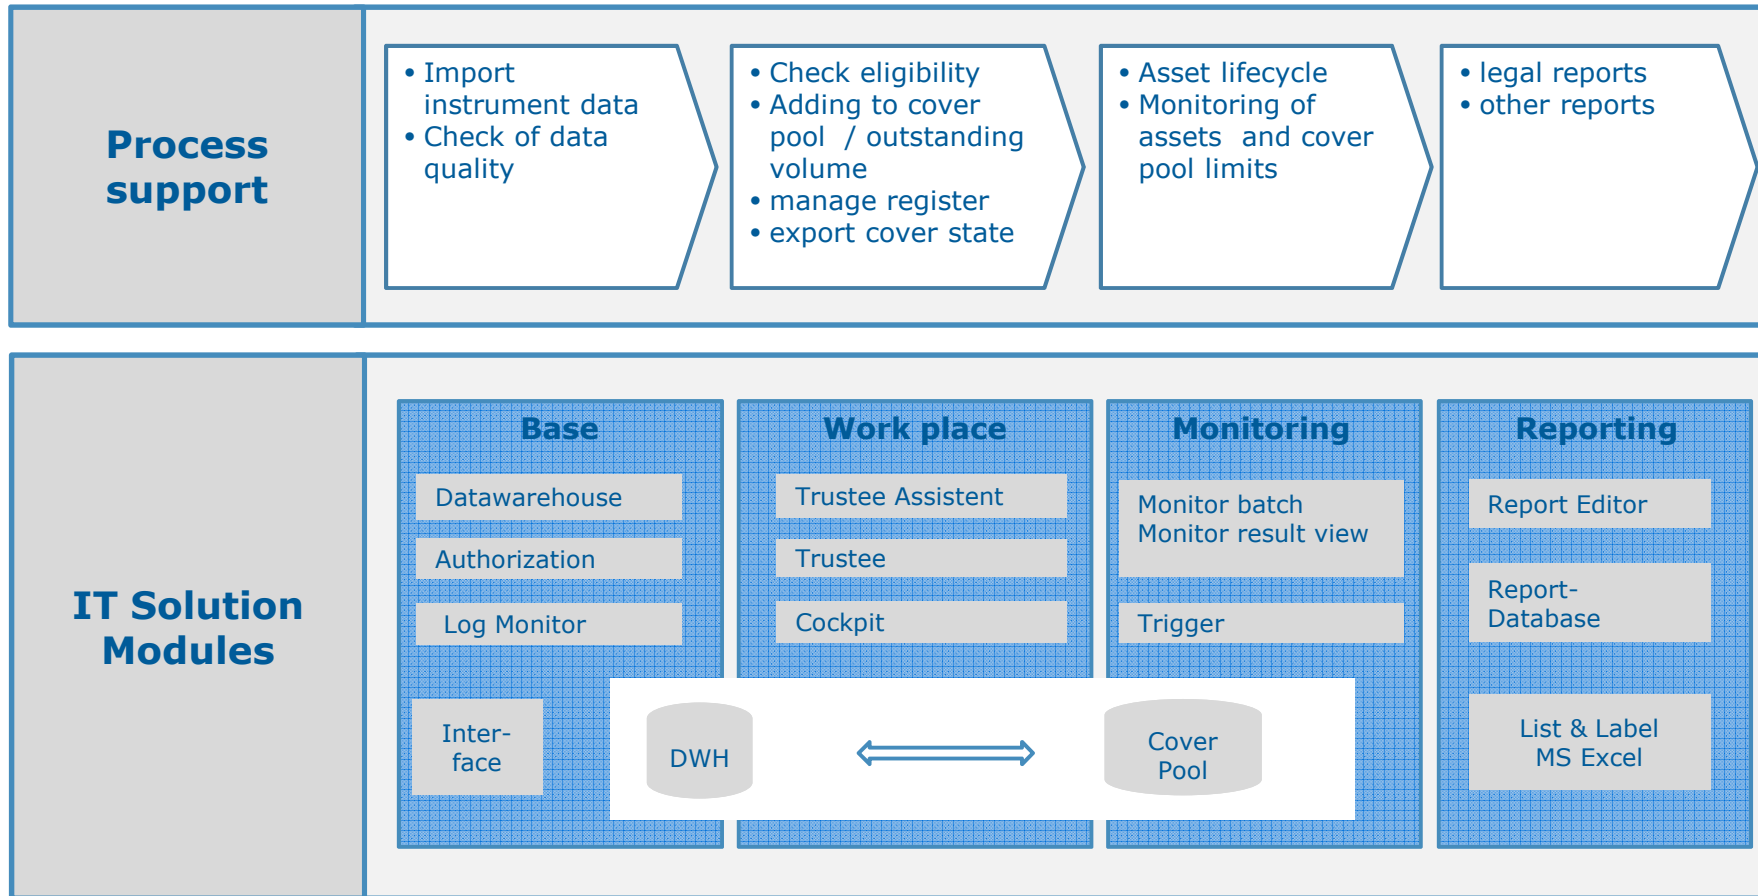 Process
support
• Import
instrument data
• Check of data
quality
• Check eligibility
• Adding to cover
pool / outstanding
volume
• manage register
• export cover state
• Asset lifecycle
• Monitoring of
assets and cover
pool limits
• legal reports
• other reports
IT Solution
Modules
Base
Datawarehouse
Authorization
Log Monitor
Inter-
face
Work place
Trustee Assistent
Trustee
Cockpit
Monitoring
Monitor batch
Monitor result view
Trigger
DWH
Cover
Pool
Reporting
Report Editor
Report-
Database
List & Label
MS Excel